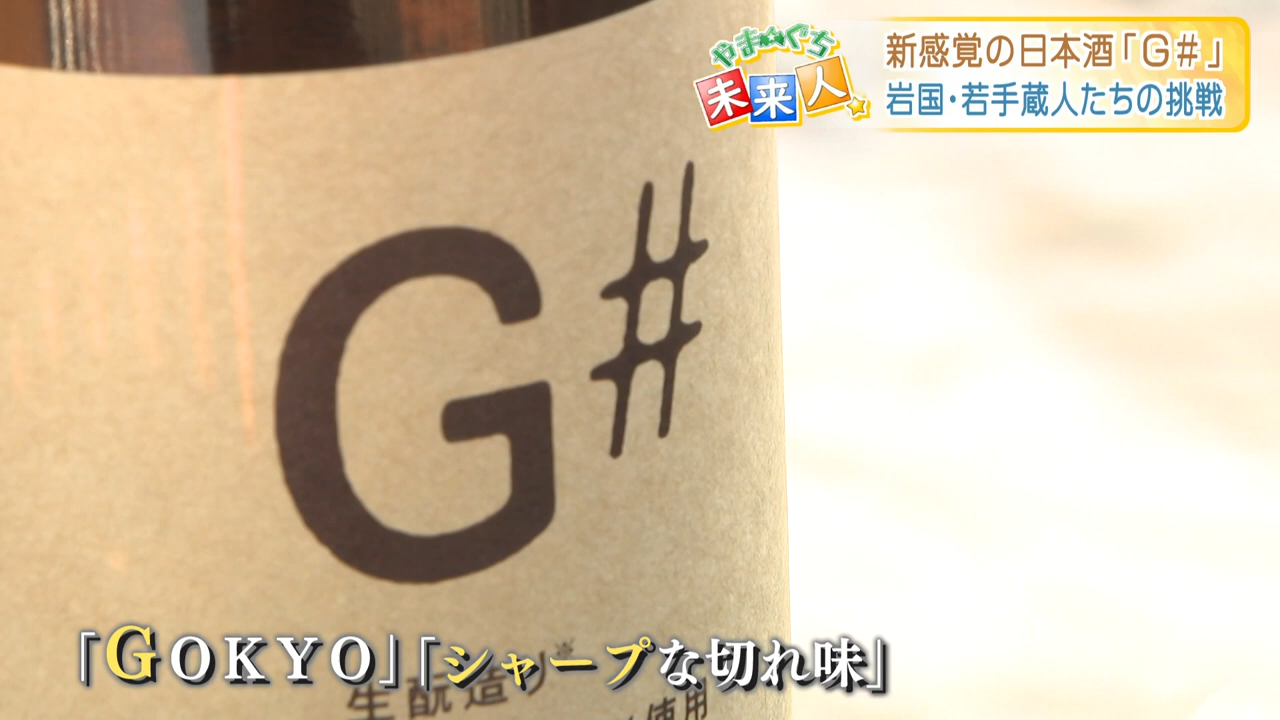 やまぐち
未来人
新感覚の日本酒「G#」
岩国・若手蔵人たちの挑戦
G#
「GOKYO」「シャープな切れ味」
生酛造り※
使用